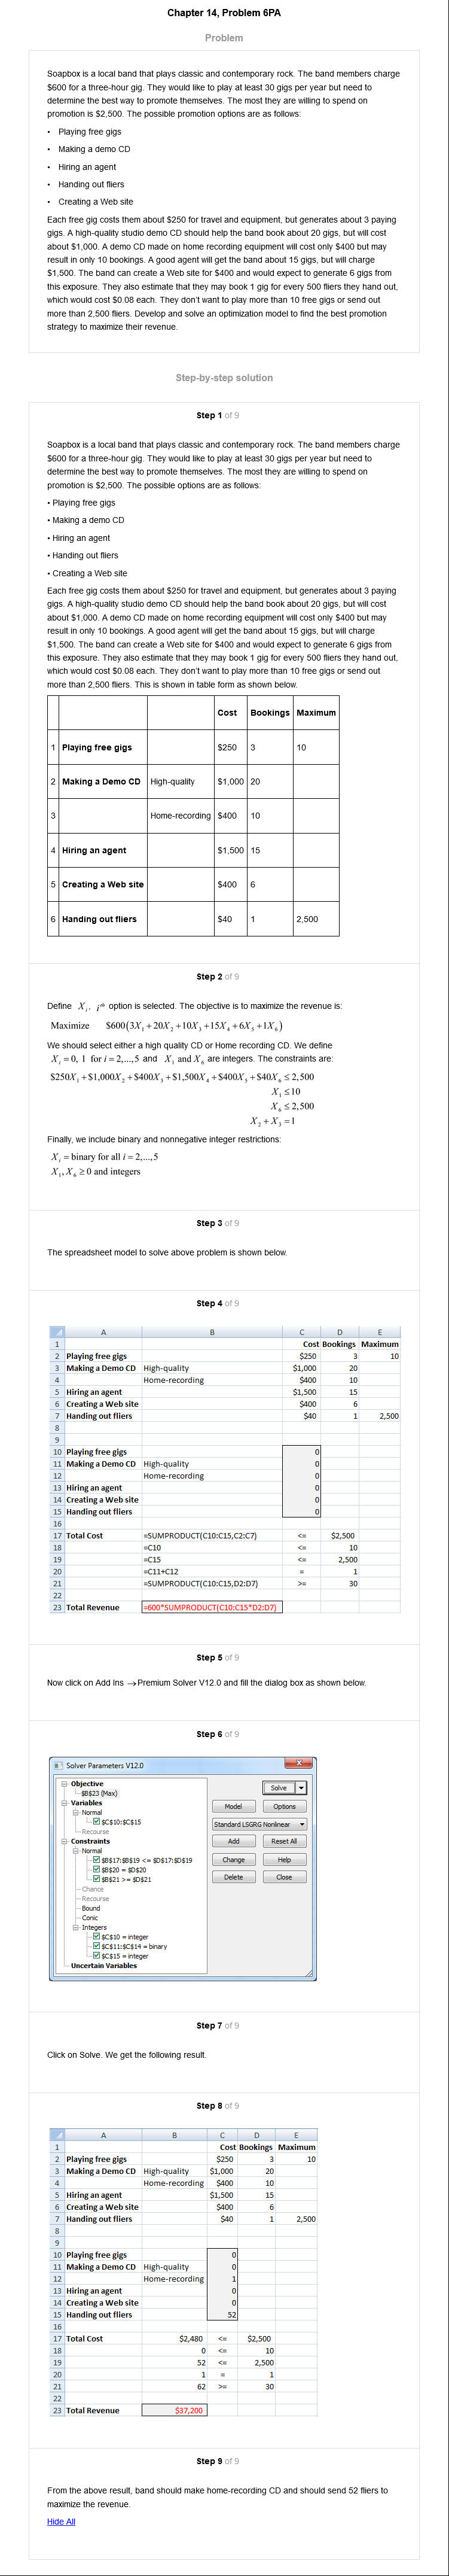 Chapter 14, Problem 6PA
Problem
Soapbox is a local band that plays classic and contemporary rock. The band members charge
$600 for a three-hour gig. They would like to play at least 30 gigs per year but need to
determine the best way to promote themselves. The most they are willing to spend on
promotion is $2,500. The possible promotion options are as follows:
• Playing free gigs
• Making a demo CD
• Hiring an agent
• Handing out fliers
• Creating a Web site
Each free gig costs them about $250 for travel and equipment, but generates about 3 paying
gigs. A high-quality studio demo CD should help the band book about 20 gigs, but will cost
about $1,000. A demo CD made on home recording equipment will cost only $400 but may
result in only 10 bookings. A good agent will get the band about 15 gigs, but will charge
$1,500. The band can create a Web site for $400 and would expect to generate 6 gigs from
this exposure. They also estimate that they may book 1 gig for every 500 fliers they hand out,
which would cost $0.08 each. They don't want to play more than 10 free gigs or send out
more than 2,500 fliers. Develop and solve an optimization model to find the best promotion
strategy to maximize their revenue.
Step-by-step solution
Step 1 of 9
Soapbox is a local band that plays classic and contemporary rock. The band members charge
$600 for a three-hour gig. They would like to play at least 30 gigs per year but need to
determine the best way to promote themselves. The most they are willing to spend on
promotion is $2,500. The possible options are as follows:
• Playing free gigs
• Making a demo CD
• Hiring an agent
• Handing out fliers
• Creating a Web site
Each free gig costs them about $250 for travel and equipment, but generates about 3 paying
gigs. A high-quality studio demo CD should help the band book about 20 gigs, but will cost
about $1,000. A demo CD made on home recording equipment will cost only $400 but may
result in only 10 bookings. A good agent will get the band about 15 gigs, but will charge
$1,500. The band can create a Web site for $400 and would expect to generate 6 gigs from
this exposure. They also estimate that they may book 1 gig for every 500 fliers they hand out,
which would cost $0.08 each. They don't want to play more than 10 free gigs or send out
more than 2,500 fliers. This is shown in table form as shown below.
Cost Bookings Maximum
1 Playing free gigs $250 3 10
2 Making a Demo CD High-quality $1,000 20
3 Home-recording $400 10
4 Hiring an agent $1,500 15
5 Creating a Web site $400 6
6 Handing out fliers $40 1 2,500
Step 2 of 9
Define X_i, i^th option is selected. The objective is to maximize the revenue is:
Maximize $600(3X₁ + 20X₂ + 10X₃ + 15X₄ + 6X₅ + 1X₆)
We should select either a high quality CD or Home recording CD. We define
X_i = 0, 1 for i = 2,...,5 and X₁ and X₆ are integers. The constraints are:
$250X₁ + $1,000X₂ + $400X₃ + $1,500X₄ + $400X₅ + $40X₆ ≤ 2,500
X₁ ≤ 10
X₆ ≤ 2,500
X₂ + X₃ = 1
Finally, we include binary and nonnegative integer restrictions:
X_i = binary for all i = 2,...,5
X₁, X₆ ≥ 0 and integers
Step 3 of 9
The spreadsheet model to solve above problem is shown below.
Step 4 of 9
A B C D E
1 Cost Bookings Maximum
2 Playing free gigs $250 3 10
3 Making a Demo CD High-quality $1,000 20
4 Home-recording $400 10
5 Hiring an agent $1,500 15
6 Creating a Web site $400 6
7 Handing out fliers $40 1 2,500
8
9
10 Playing free gigs 0
11 Making a Demo CD High-quality 0
12 Home-recording 0
13 Hiring an agent 0
14 Creating a Web site 0
15 Handing out fliers 0
16
17 Total Cost =SUMPRODUCT(C10:C15,C2:C7) <= $2,500
18 =C10 <= 10
19 =C15 <= 2,500
20 =C11+C12 = 1
21 =SUMPRODUCT(C10:C15,D2:D7) >= 30
22
23 Total Revenue =600*SUMPRODUCT(C10:C15*D2:D7)
Step 5 of 9
Now click on Add Ins → Premium Solver V12.0 and fill the dialog box as shown below.
Step 6 of 9
Solver Parameters V12.0
Objective
$B$23 (Max)
Variables
Normal
$C$10:$C$15
Recourse
Constraints
Normal
$B$17:$B$19 <= $D$17:$D$19
$B$20 = $D$20
$B$21 >= $D$21
Chance
Recourse
Bound
Conic
Integers
$C$10 = integer
$C$11:$C$14 = binary
$C$15 = integer
Uncertain Variables
Solve
Model Options
Standard LSGRG Nonlinear
Add Reset All
Change Help
Delete Close
Step 7 of 9
Click on Solve. We get the following result.
Step 8 of 9
A B C D E
1 Cost Bookings Maximum
2 Playing free gigs $250 3 10
3 Making a Demo CD High-quality $1,000 20
4 Home-recording $400 10
5 Hiring an agent $1,500 15
6 Creating a Web site $400 6
7 Handing out fliers $40 1 2,500
8
9
10 Playing free gigs 0
11 Making a Demo CD High-quality 0
12 Home-recording 1
13 Hiring an agent 0
14 Creating a Web site 0
15 Handing out fliers 52
16
17 Total Cost $2,480 <= $2,500
18 0 <= 10
19 52 <= 2,500
20 1 = 1
21 62 >= 30
22
23 Total Revenue $37,200
Step 9 of 9
From the above result, band should make home-recording CD and should send 52 fliers to
maximize the revenue.
Hide All